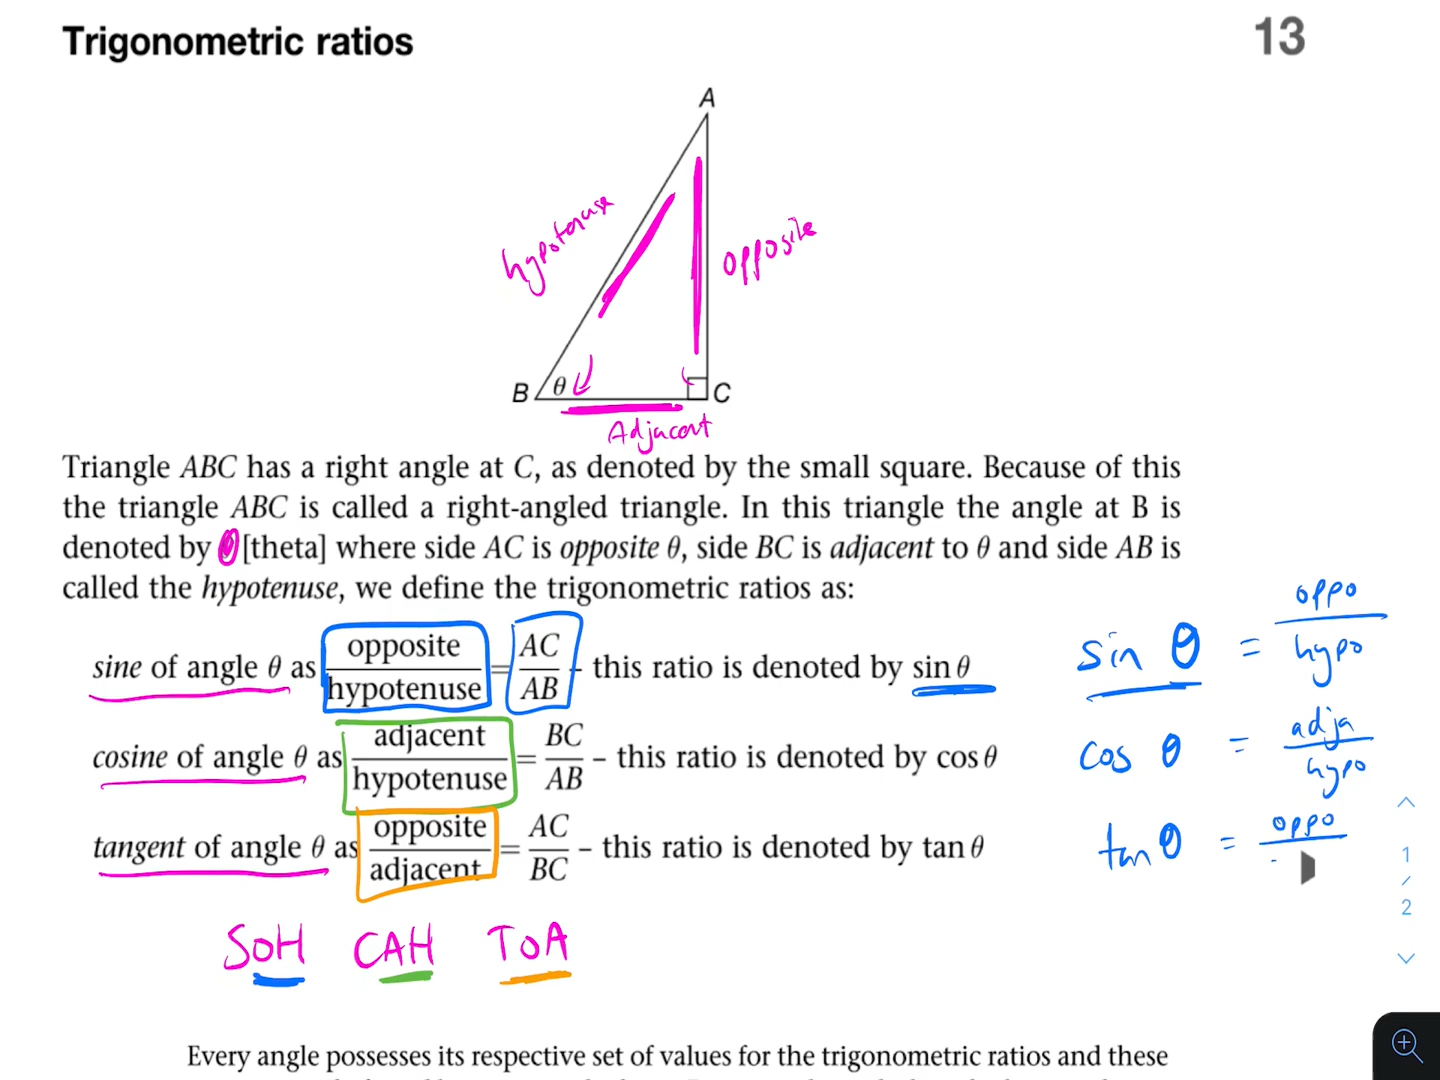 Trigonometric ratios
13
A
hypotenuse
opposite
B θ
C
Adjacent
Triangle ABC has a right angle at C, as denoted by the small square. Because of this
the triangle ABC is called a right-angled triangle. In this triangle the angle at B is
denoted by θ [theta] where side AC is opposite θ, side BC is adjacent to θ and side AB is
called the hypotenuse, we define the trigonometric ratios as:
sine of angle θ as opposite/hypotenuse = AC/AB – this ratio is denoted by sin θ
sin θ = oppo/hypo
cosine of angle θ as adjacent/hypotenuse = BC/AB – this ratio is denoted by cos θ
cos θ = adja/hypo
tangent of angle θ as opposite/adjacent = AC/BC – this ratio is denoted by tan θ
tan θ = oppo
1
/
2
SOH CAH TOA
Every angle possesses its respective set of values for the trigonometric ratios and these